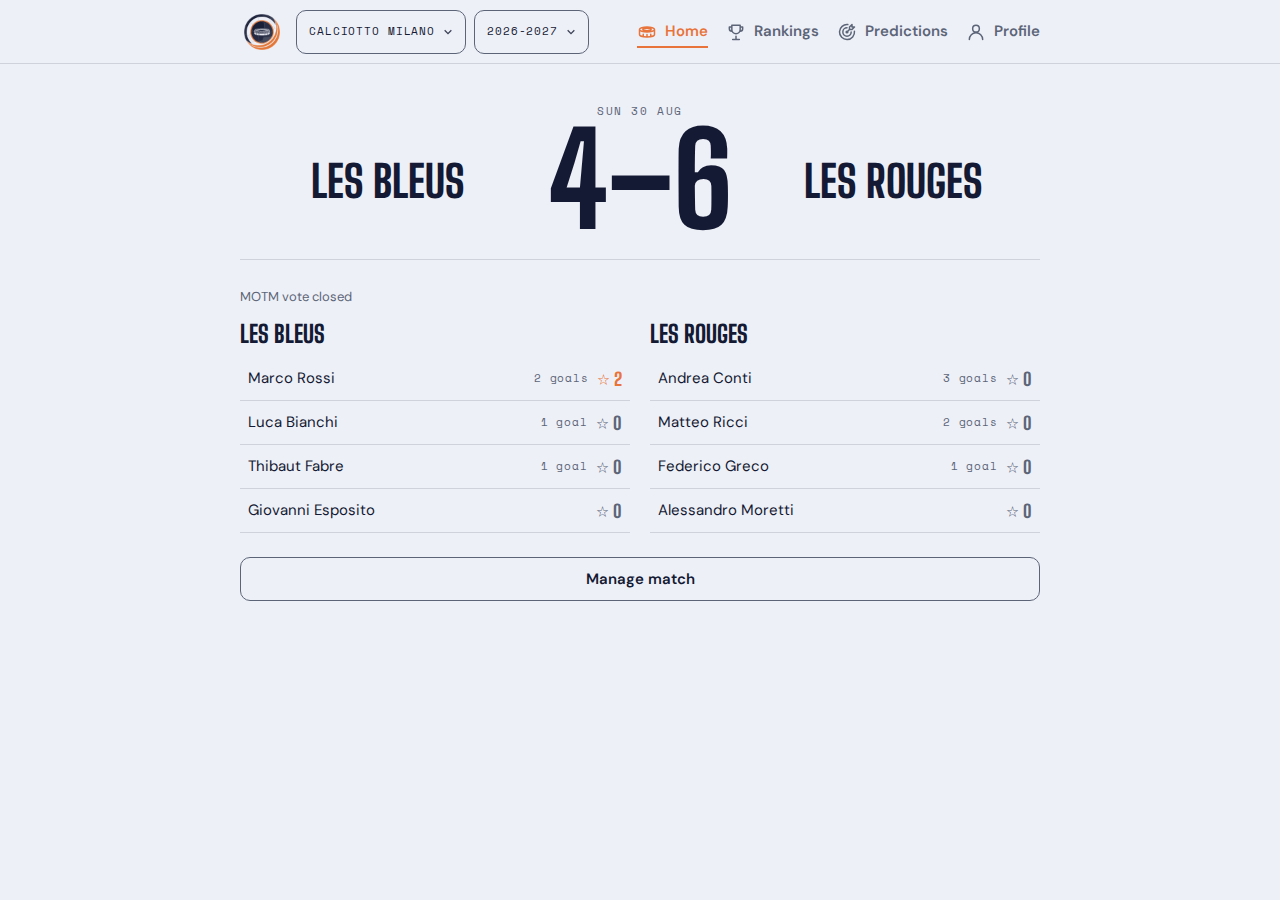 CALCIOTTO MILANO
2026-2027
Home
Rankings
Predictions
Profile
SUN 30 AUG
LES BLEUS
4–6
LES ROUGES
MOTM vote closed
LES BLEUS
Marco Rossi 2 goals ☆ 2
Luca Bianchi 1 goal ☆ 0
Thibaut Fabre 1 goal ☆ 0
Giovanni Esposito ☆ 0
LES ROUGES
Andrea Conti 3 goals ☆ 0
Matteo Ricci 2 goals ☆ 0
Federico Greco 1 goal ☆ 0
Alessandro Moretti ☆ 0
Manage match